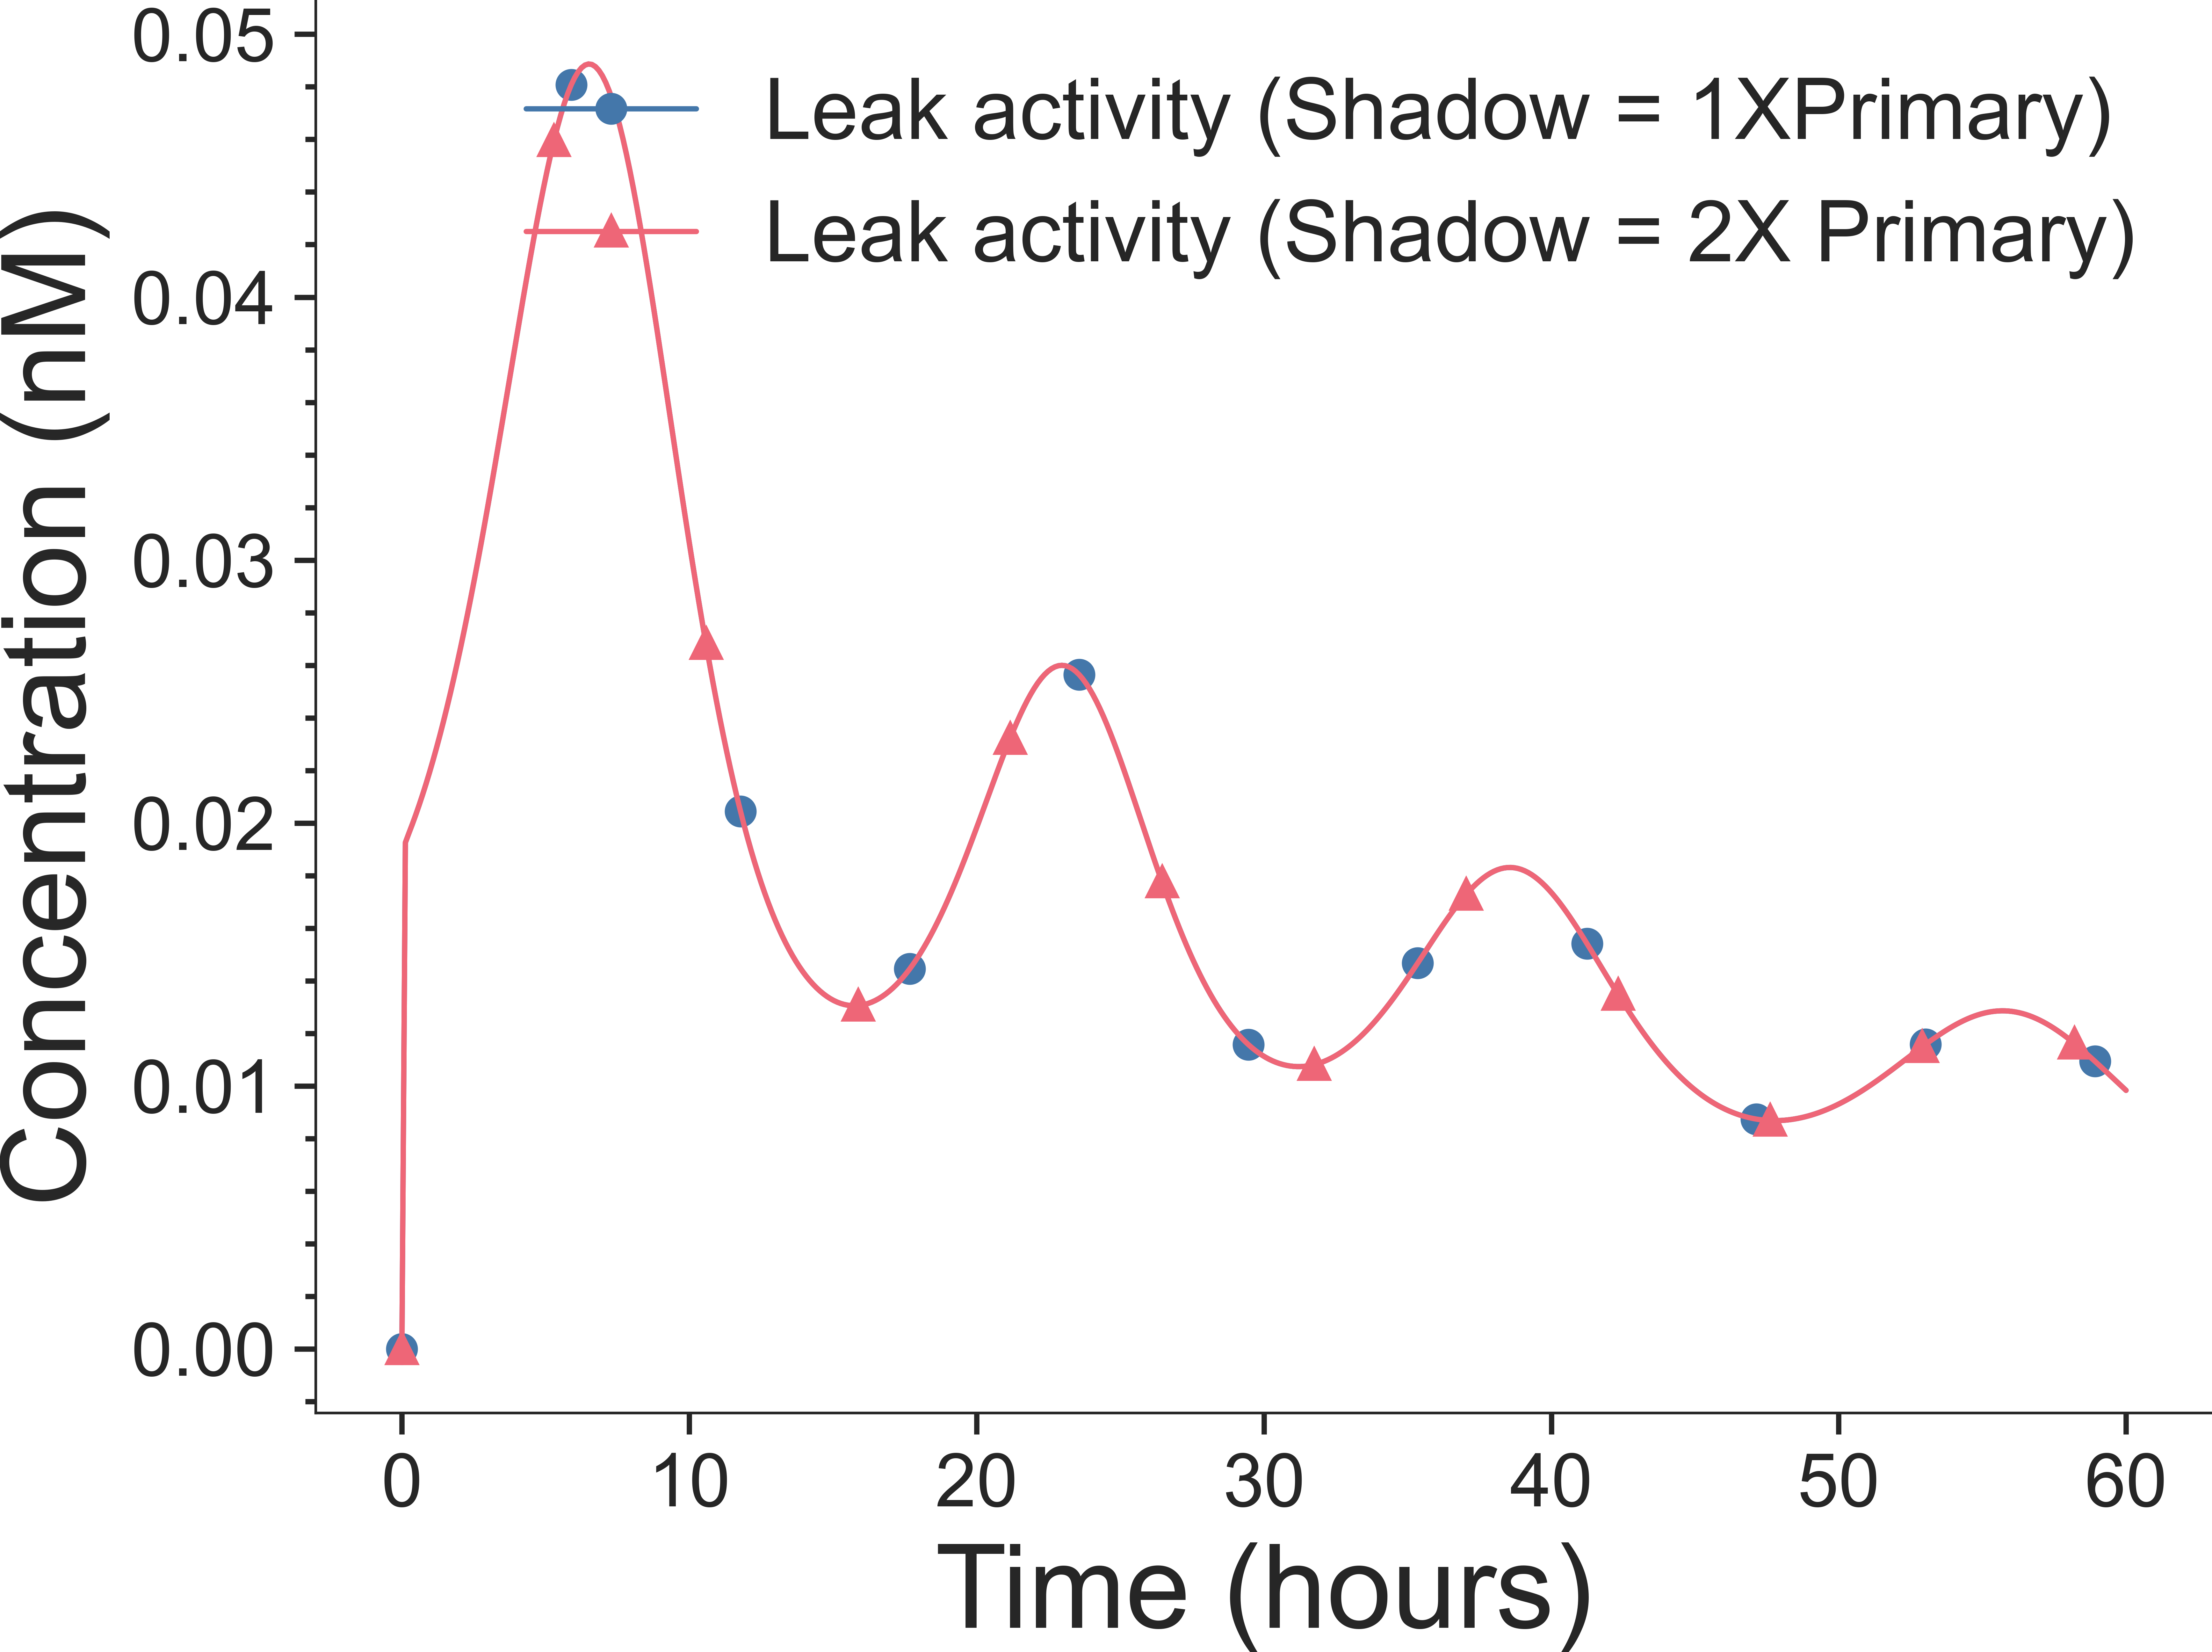 0.05
0.04
0.03
0.02
0.01
0.00
Concentration (nM)
Leak activity (Shadow = 1XPrimary)
Leak activity (Shadow = 2X Primary)
0 10 20 30 40 50 60
Time (hours)